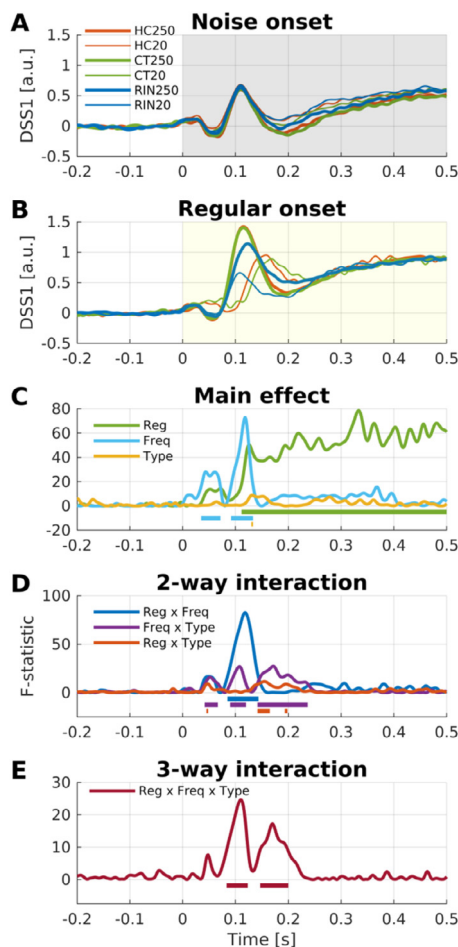 A
Noise onset
HC250
HC20
CT250
CT20
RIN250
RIN20
DSS1 [a.u.]
1.5
1
0.5
0
0.5
-0.2 -0.1 0 0.1 0.2 0.3 0.4 0.5
B
Regular onset
DSS1 [a.u.]
1.5
1
0.5
0
0.5
-0.2 -0.1 0 0.1 0.2 0.3 0.4 0.5
C
Main effect
Reg
Freq
Type
80
60
40
20
0
-20
-0.2 -0.1 0 0.1 0.2 0.3 0.4 0.5
D
2-way interaction
Reg x Freq
Freq x Type
Reg x Type
F-statistic
100
50
0
-0.2 -0.1 0 0.1 0.2 0.3 0.4 0.5
E
3-way interaction
Reg x Freq x Type
30
20
10
0
-0.2 -0.1 0 0.1 0.2 0.3 0.4 0.5
Time [s]